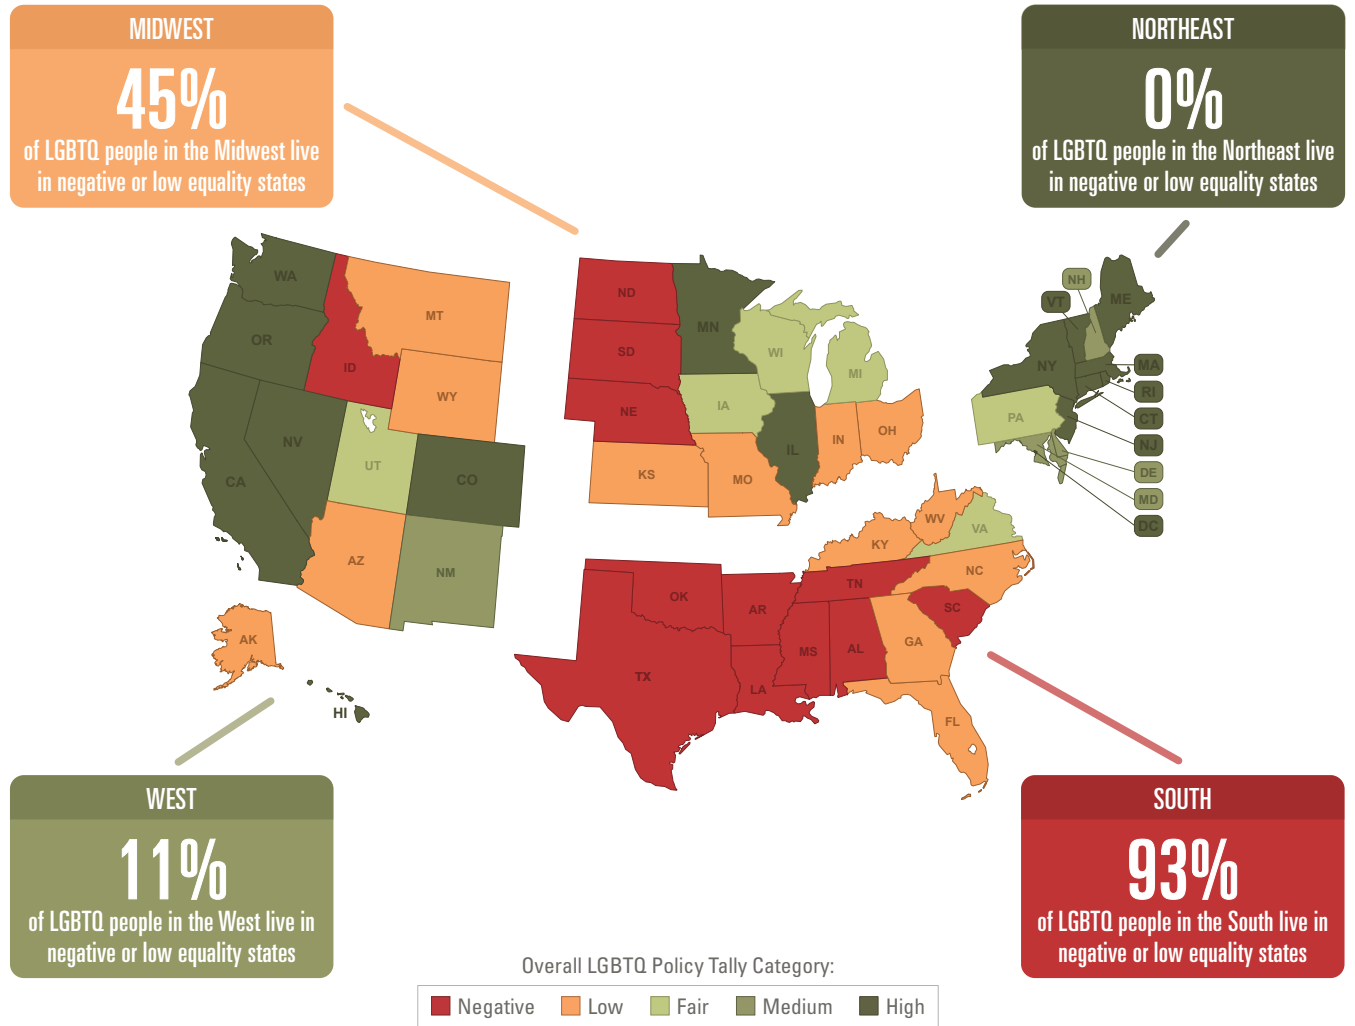 MIDWEST
45%
of LGBTQ people in the Midwest live
in negative or low equality states
NORTHEAST
0%
of LGBTQ people in the Northeast live
in negative or low equality states
WA
OR
CA
NV
ID
MT
WY
UT
CO
AZ
NM
AK
HI
ND
SD
NE
KS
MN
IA
MO
WI
IL
MI
IN
OH
NH
VT
ME
NY
MA
RI
CT
NJ
PA
DE
MD
DC
WV
VA
KY
NC
TN
SC
OK
AR
TX
LA
MS
AL
GA
FL
WEST
11%
of LGBTQ people in the West live in
negative or low equality states
SOUTH
93%
of LGBTQ people in the South live in
negative or low equality states
Overall LGBTQ Policy Tally Category:
Negative Low Fair Medium High